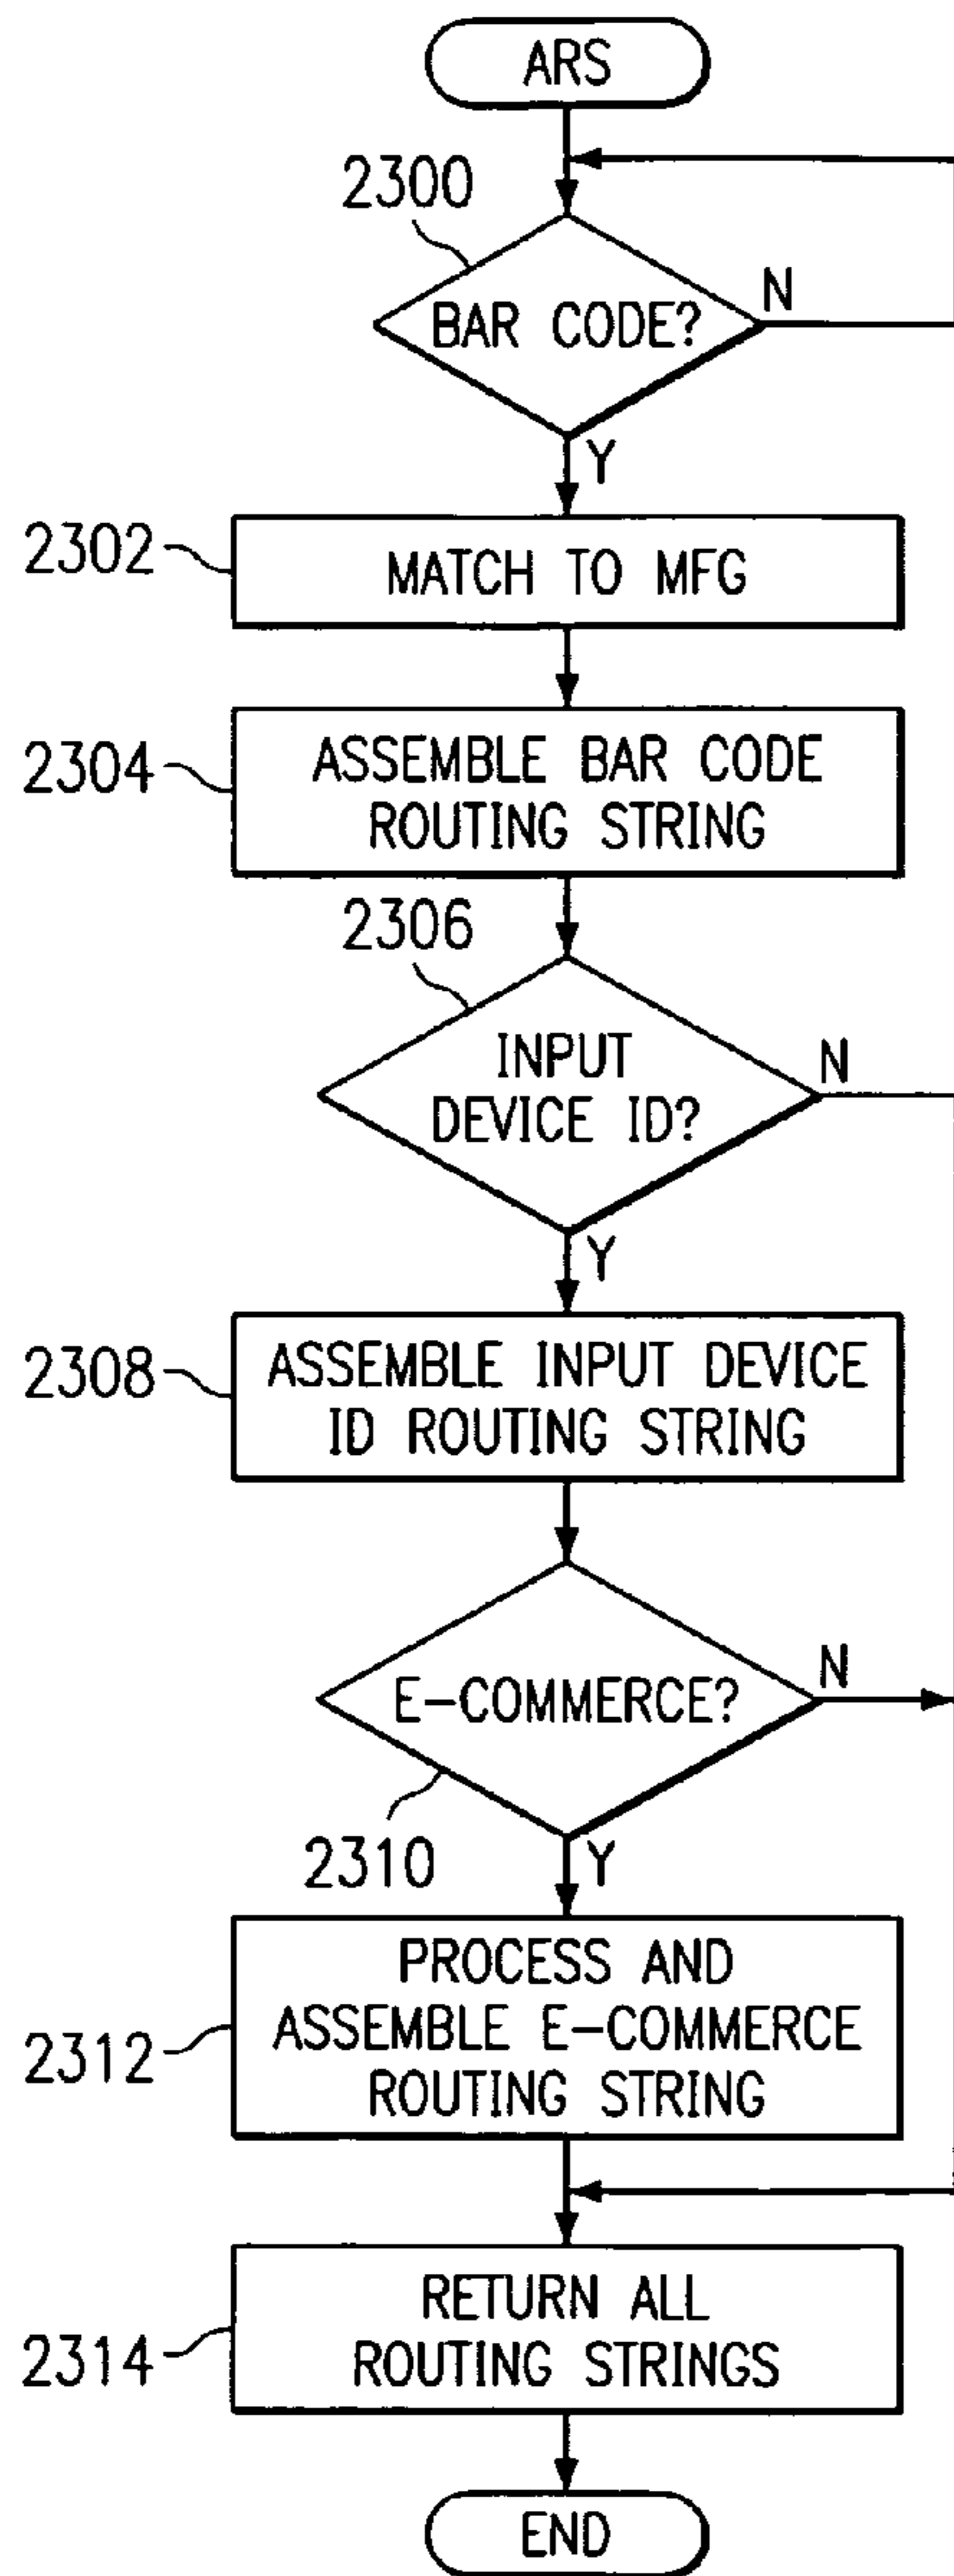 ARS
2300
BAR CODE?
N
Y
2302
MATCH TO MFG
2304
ASSEMBLE BAR CODE
ROUTING STRING
2306
INPUT
DEVICE ID?
N
Y
2308
ASSEMBLE INPUT DEVICE
ID ROUTING STRING
E-COMMERCE?
N
2310
Y
PROCESS AND
ASSEMBLE E-COMMERCE
ROUTING STRING
2312
RETURN ALL
ROUTING STRINGS
2314
END